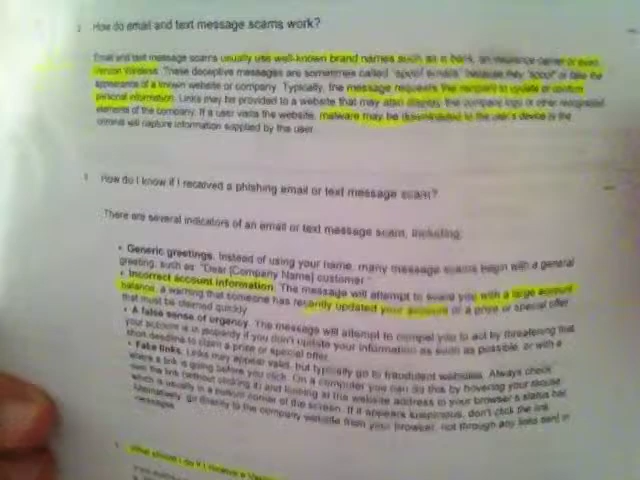 How do email and text message scams work?
Email and text message scams usually use well-known brand names such as a bank, an insurance carrier or even
Verizon Wireless. These deceptive messages are sometimes called "spoof emails" because they "spoof" or fake the
appearance of a known website or company. Typically, the message requests the recipient to update or confirm
personal information. Links may be provided to a website that may also display the company logo or other recognized
elements of the company. If a user visits the website, malware may be downloaded to the user's device or the
criminal will capture information supplied by the user.
How do I know if I received a phishing email or text message scam?
There are several indicators of an email or text message scam, including:
• Generic greetings. Instead of using your name, many message scams begin with a general
greeting, such as: "Dear [Company Name] customer."
• Incorrect account information. The message will attempt to scare you with a large account
balance, a warning that someone has recently updated your account or a prize or special offer
that must be claimed quickly
• A false sense of urgency. The message will attempt to compel you to act by threatening that
your account is in jeopardy if you don't update your information as soon as possible, or with a
short deadline to claim a prize or special offer.
• Fake links. Links may appear valid, but typically go to fraudulent websites. Always check
where a link is going before you click. On a computer you can do this by hovering your mouse
over the link (without clicking it) and looking at the website address in your browser's status bar,
which is usually in a bottom corner of the screen. If it appears suspicious, don't click the link.
Alternatively, go directly to the company website from your browser, not through any links sent in
messages.
What should I do if I receive a